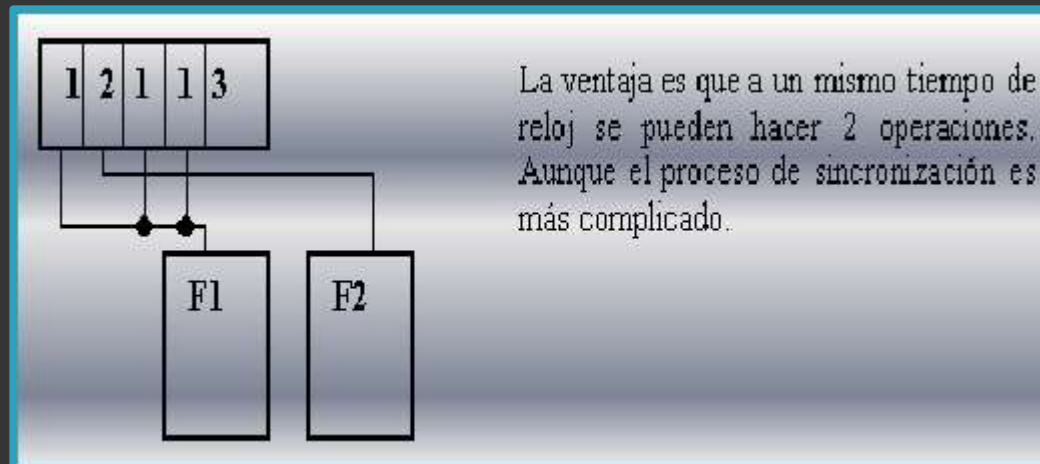 1 2 1 1 3
La ventaja es que a un mismo tiempo de
reloj se pueden hacer 2 operaciones.
Aunque el proceso de sincronización es
más complicado.
F1 F2